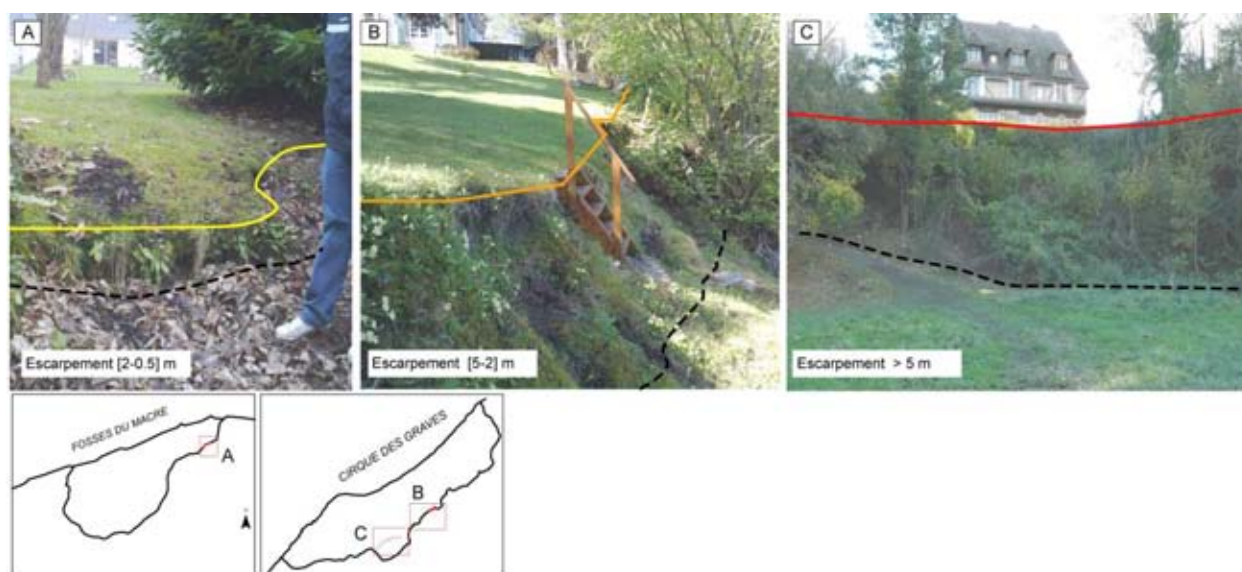 A
B
C
Escarpement [2-0.5] m
Escarpement [5-2] m
Escarpement > 5 m
FOSSES DU MACRE
A
CIRQUE DES GRAVES
B
C